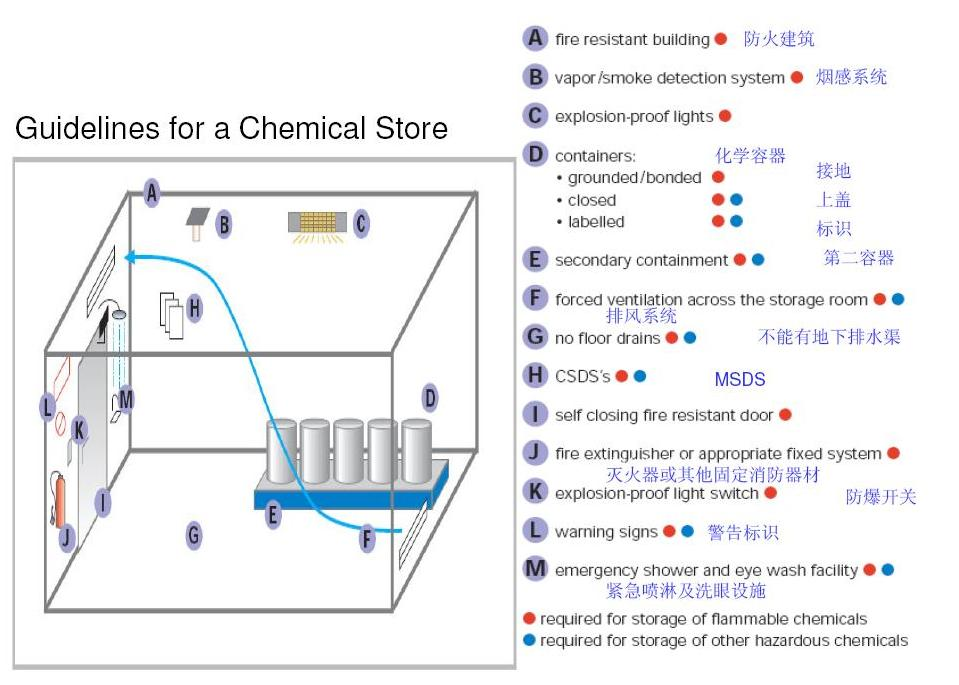 Guidelines for a Chemical Store
A
B
C
H
D
L
M
K
I
E
G
F
J
A fire resistant building 防火建筑
B vapor/smoke detection system 烟感系统
C explosion-proof lights
D containers: 化学容器
• grounded/bonded 接地
• closed 上盖
• labelled 标识
E secondary containment 第二容器
F forced ventilation across the storage room
排风系统
G no floor drains 不能有地下排水渠
H CSDS's MSDS
I self closing fire resistant door
J fire extinguisher or appropriate fixed system
灭火器或其他固定消防器材
K explosion-proof light switch 防爆开关
L warning signs 警告标识
M emergency shower and eye wash facility
紧急喷淋及洗眼设施
required for storage of flammable chemicals
required for storage of other hazardous chemicals